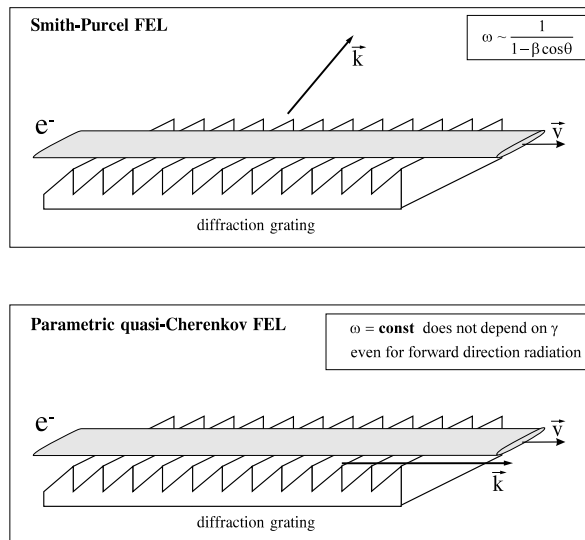 Smith-Purcel FEL
ω ~ 1 / (1−β cosθ)
k⃗
e⁻
v⃗
diffraction grating
Parametric quasi-Cherenkov FEL
ω = const does not depend on γ
even for forward direction radiation
e⁻
v⃗
k⃗
diffraction grating